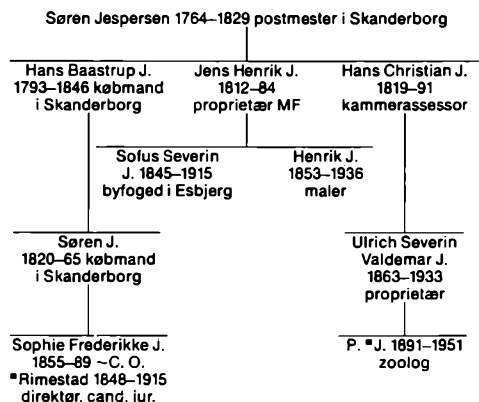 Søren Jespersen 1764–1829 postmester i Skanderborg
Hans Baastrup J.
1793–1846 købmand
i Skanderborg
Jens Henrik J.
1812–84
proprietær MF
Hans Christian J.
1819–91
kammerassessor
Sofus Severin
J. 1845–1915
byfoged i Esbjerg
Henrik J.
1853–1936
maler
Søren J.
1820–65 købmand
i Skanderborg
Ulrich Severin
Valdemar J.
1863–1933
proprietær
Sophie Frederikke J.
1855–89 ~C. O.
*Rimestad 1848–1915
direktør, cand. jur.
P. *J. 1891–1951
zoolog